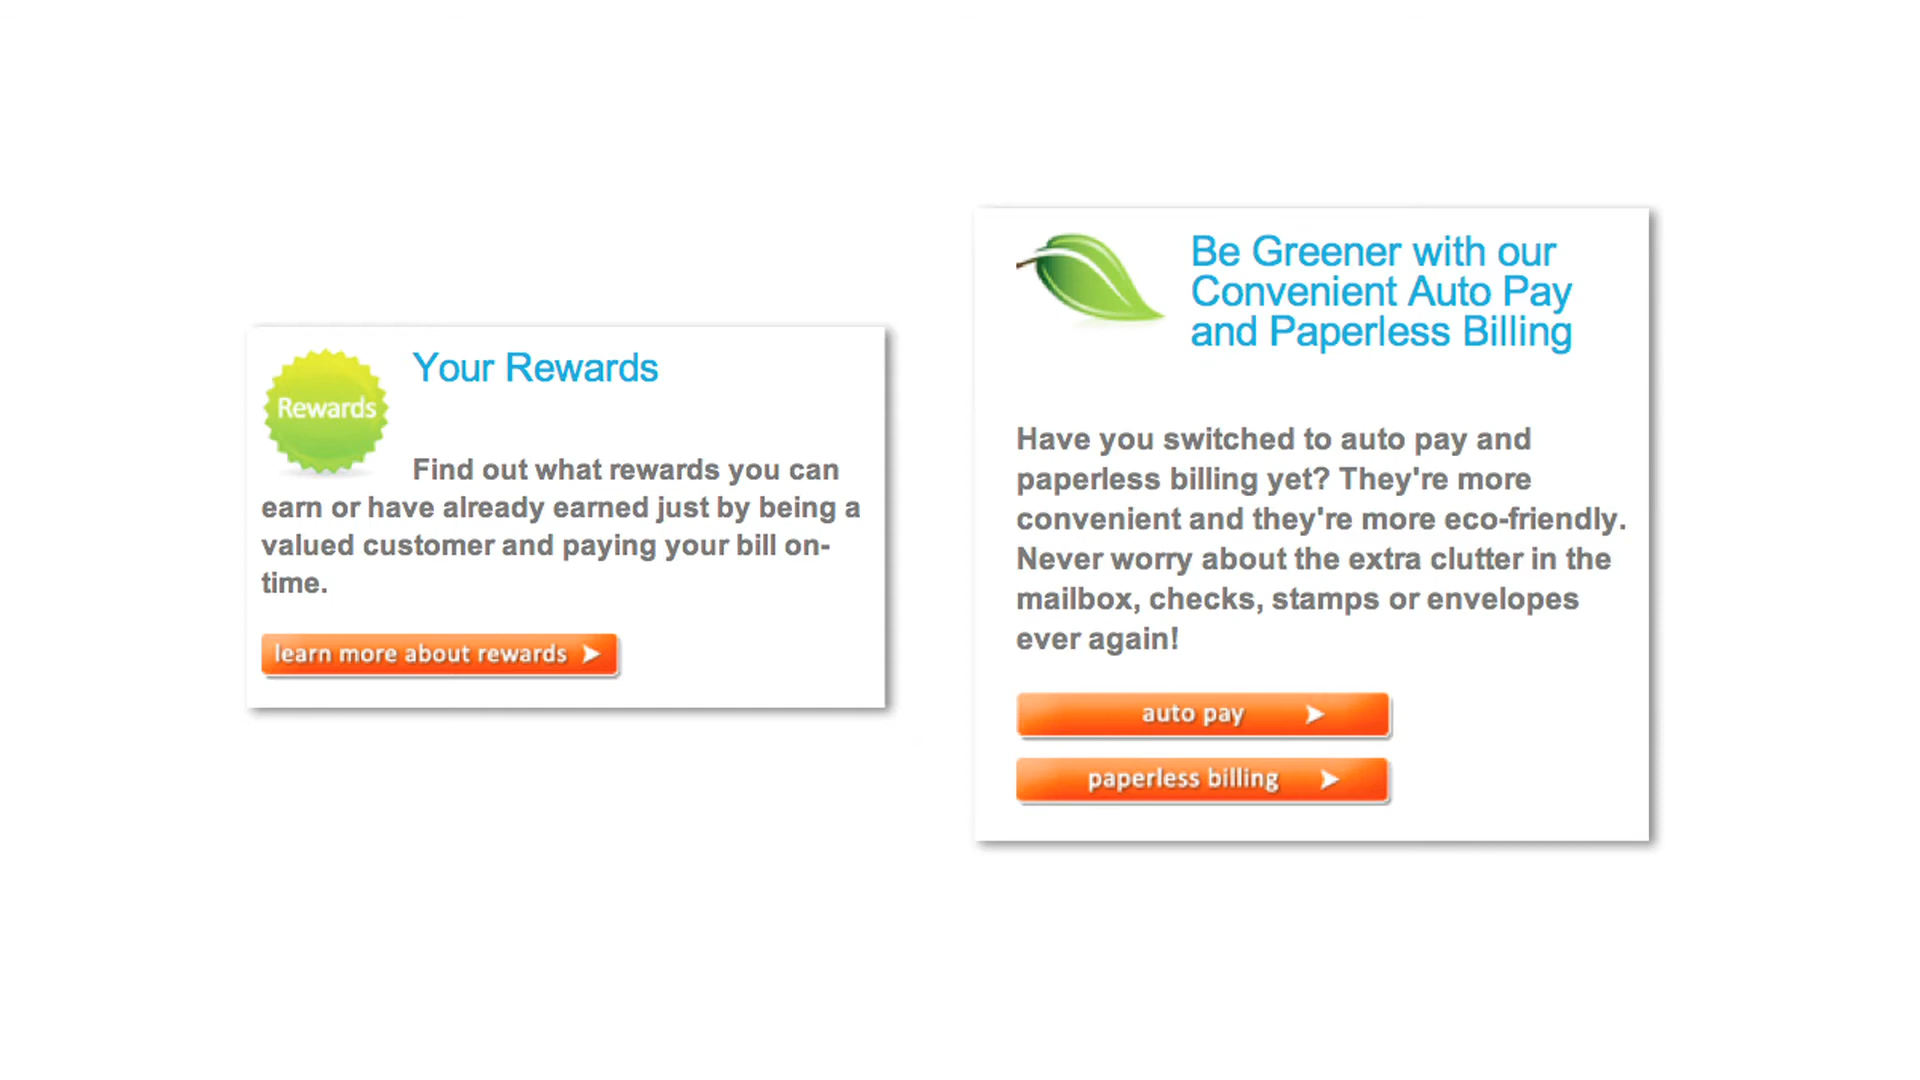 Your Rewards
Rewards
Find out what rewards you can
earn or have already earned just by being a
valued customer and paying your bill on-
time.
learn more about rewards
Be Greener with our
Convenient Auto Pay
and Paperless Billing
Have you switched to auto pay and
paperless billing yet? They're more
convenient and they're more eco-friendly.
Never worry about the extra clutter in the
mailbox, checks, stamps or envelopes
ever again!
auto pay
paperless billing